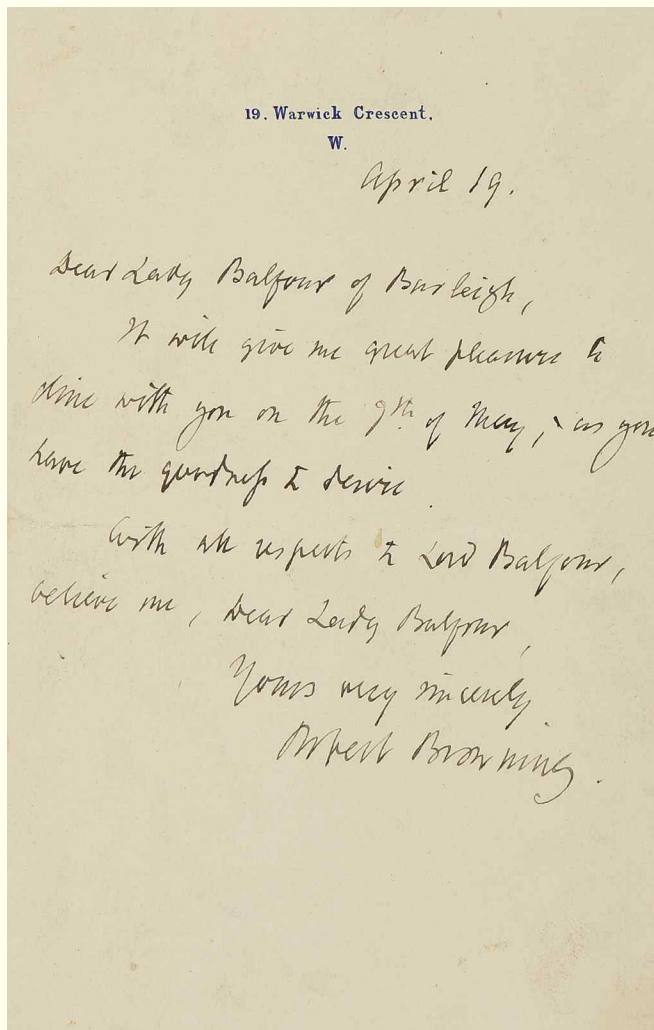 19. Warwick Crescent,
W.
April 19.
Dear Lady Balfour of Burleigh,
It will give me great pleasure to
dine with you on the 9th. of May, as you
have the goodness to desire.
With all respects to Lord Balfour,
believe me, Dear Lady Balfour,
Yours very sincerely
Robert Browning.